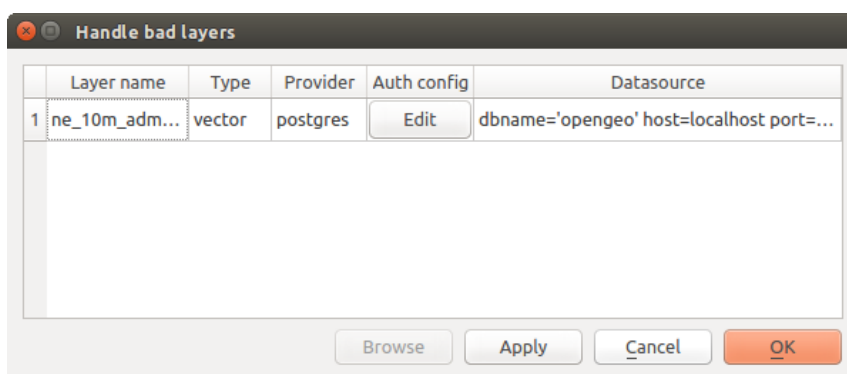 Handle bad layers
Layer name Type Provider Auth config Datasource
1 ne_10m_adm... vector postgres Edit dbname='opengeo' host=localhost port=...
Browse Apply Cancel OK